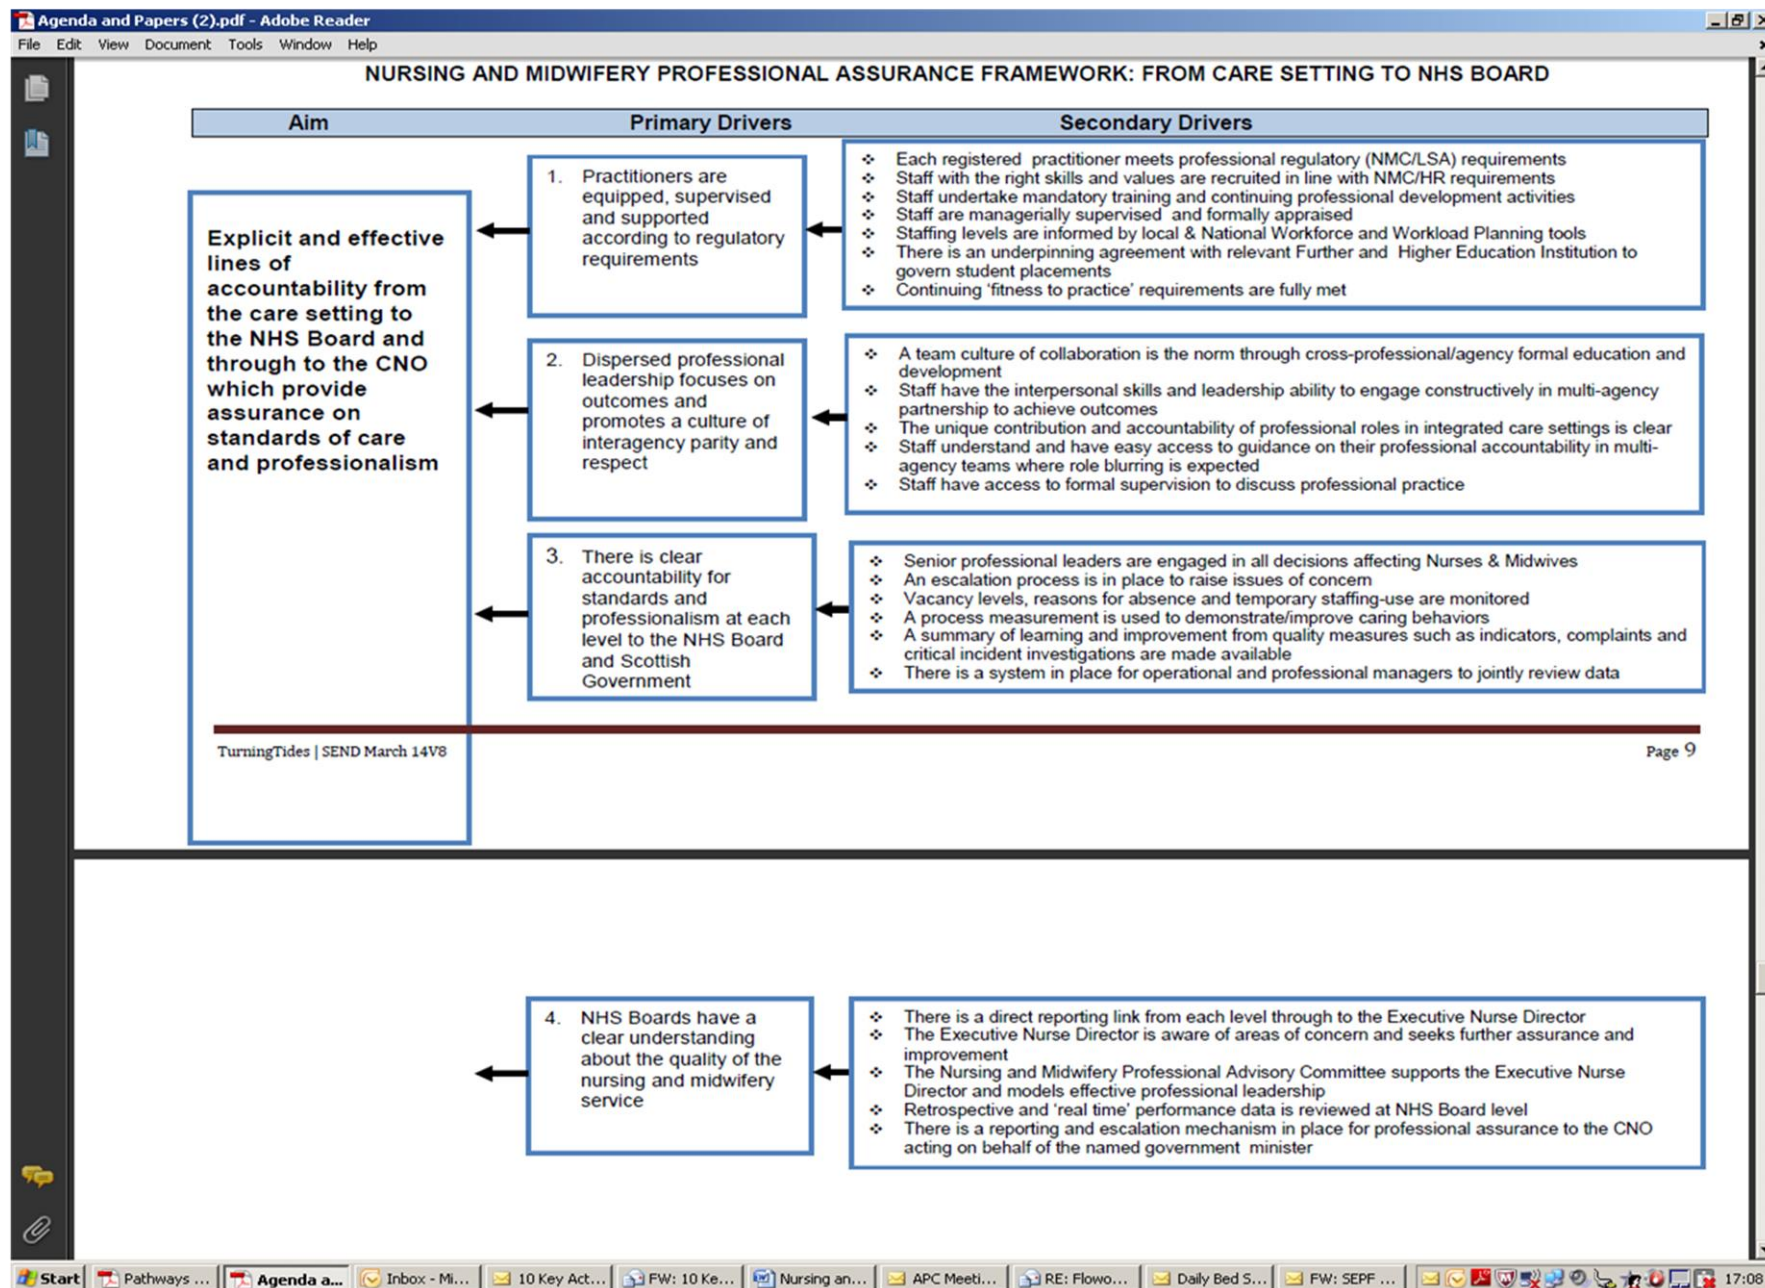 Agenda and Papers (2).pdf - Adobe Reader
File Edit View Document Tools Window Help
NURSING AND MIDWIFERY PROFESSIONAL ASSURANCE FRAMEWORK: FROM CARE SETTING TO NHS BOARD
Aim Primary Drivers Secondary Drivers
Explicit and effective
lines of
accountability from
the care setting to
the NHS Board and
through to the CNO
which provide
assurance on
standards of care
and professionalism
1. Practitioners are
equipped, supervised
and supported
according to regulatory
requirements
❖ Each registered practitioner meets professional regulatory (NMC/LSA) requirements
❖ Staff with the right skills and values are recruited in line with NMC/HR requirements
❖ Staff undertake mandatory training and continuing professional development activities
❖ Staff are managerially supervised and formally appraised
❖ Staffing levels are informed by local & National Workforce and Workload Planning tools
❖ There is an underpinning agreement with relevant Further and Higher Education Institution to
govern student placements
❖ Continuing ‘fitness to practice’ requirements are fully met
2. Dispersed professional
leadership focuses on
outcomes and
promotes a culture of
interagency parity and
respect
❖ A team culture of collaboration is the norm through cross-professional/agency formal education and
development
❖ Staff have the interpersonal skills and leadership ability to engage constructively in multi-agency
partnership to achieve outcomes
❖ The unique contribution and accountability of professional roles in integrated care settings is clear
❖ Staff understand and have easy access to guidance on their professional accountability in multi-
agency teams where role blurring is expected
❖ Staff have access to formal supervision to discuss professional practice
3. There is clear
accountability for
standards and
professionalism at each
level to the NHS Board
and Scottish
Government
❖ Senior professional leaders are engaged in all decisions affecting Nurses & Midwives
❖ An escalation process is in place to raise issues of concern
❖ Vacancy levels, reasons for absence and temporary staffing-use are monitored
❖ A process measurement is used to demonstrate/improve caring behaviors
❖ A summary of learning and improvement from quality measures such as indicators, complaints and
critical incident investigations are made available
❖ There is a system in place for operational and professional managers to jointly review data
TurningTides | SEND March 14V8 Page 9
4. NHS Boards have a
clear understanding
about the quality of the
nursing and midwifery
service
❖ There is a direct reporting link from each level through to the Executive Nurse Director
❖ The Executive Nurse Director is aware of areas of concern and seeks further assurance and
improvement
❖ The Nursing and Midwifery Professional Advisory Committee supports the Executive Nurse
Director and models effective professional leadership
❖ Retrospective and ‘real time’ performance data is reviewed at NHS Board level
❖ There is a reporting and escalation mechanism in place for professional assurance to the CNO
acting on behalf of the named government minister
Start Pathways ... Agenda a... Inbox - Mi... 10 Key Act... FW: 10 Ke... Nursing an... APC Meeti... RE: Flowo... Daily Bed S... FW: SEPF ... 17:08